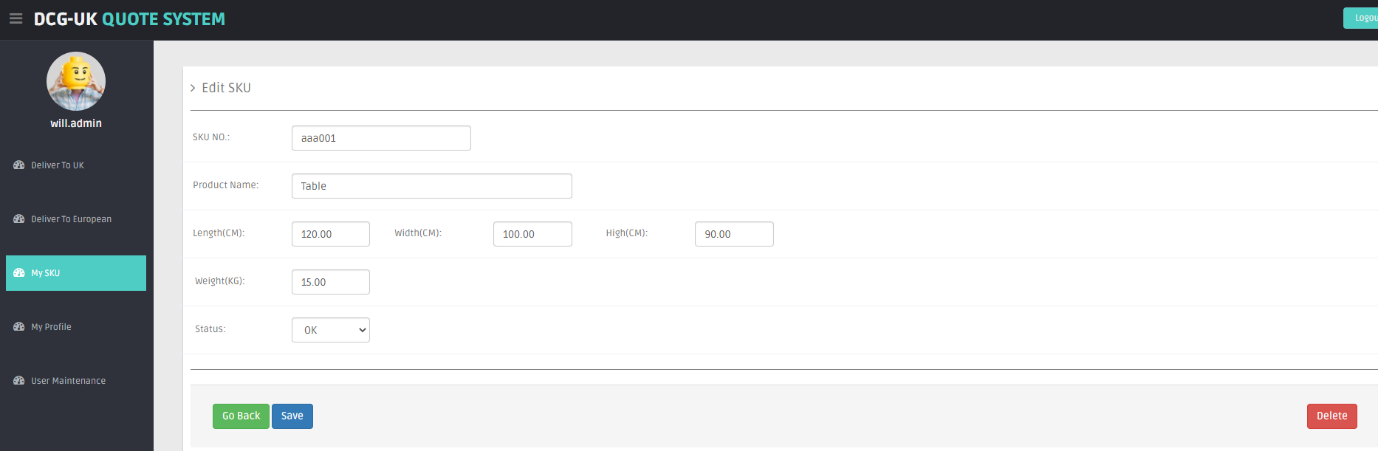 DCG-UK QUOTE SYSTEM
Logou
will.admin
Deliver To UK
Deliver To European
My SKU
My Profile
User Maintenance
Edit SKU
SKU NO.: aaa001
Product Name: Table
Length(CM): 120.00 Width(CM): 100.00 High(CM): 90.00
Weight(KG): 15.00
Status: OK
Go Back Save Delete